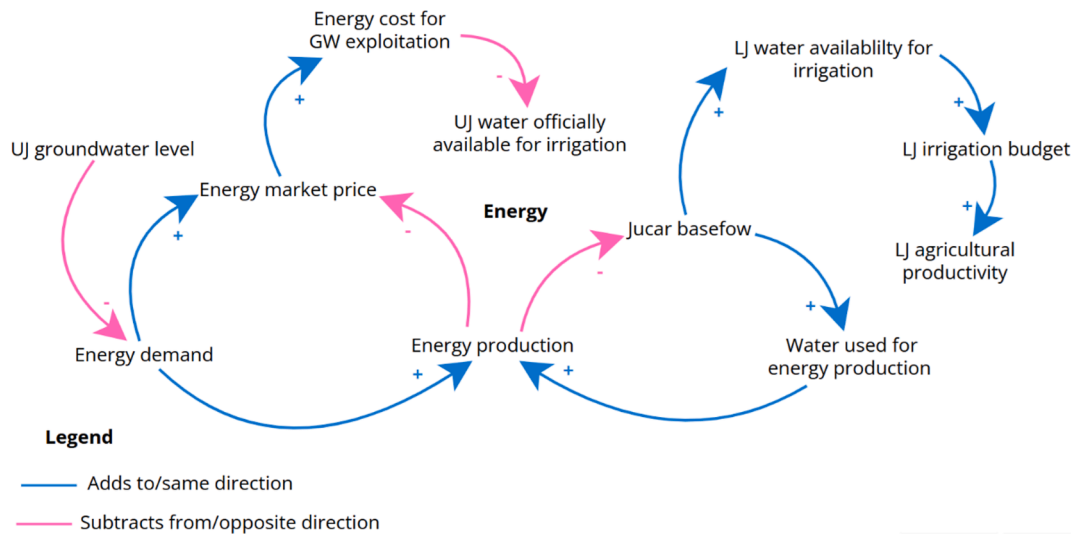 Energy cost for
GW exploitation
LJ water availablilty for
irrigation
-
+
+
+
UJ water officially
available for irrigation
UJ groundwater level
LJ irrigation budget
Energy market price
+
Energy
+
-
Jucar basefow
LJ agricultural
productivity
-
-
+
Energy demand
Energy production
Water used for
energy production
+
+
Legend
Adds to/same direction
Subtracts from/opposite direction